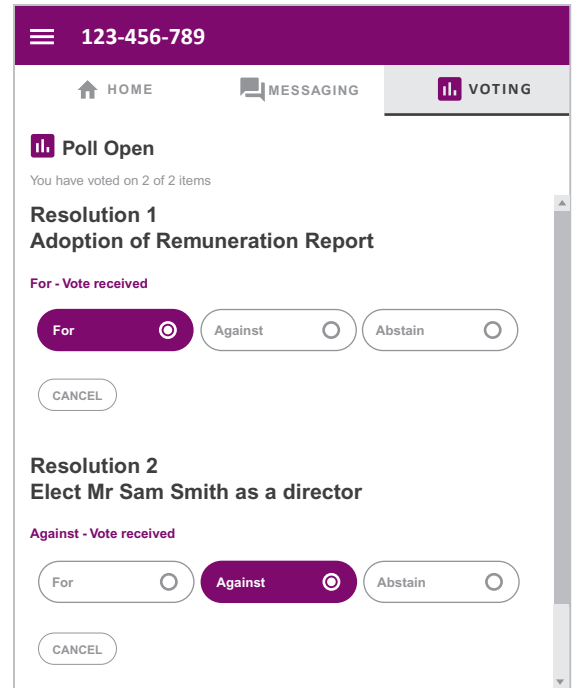 123-456-789
HOME MESSAGING VOTING
Poll Open
You have voted on 2 of 2 items
Resolution 1
Adoption of Remuneration Report
For - Vote received
For Against Abstain
CANCEL
Resolution 2
Elect Mr Sam Smith as a director
Against - Vote received
For Against Abstain
CANCEL